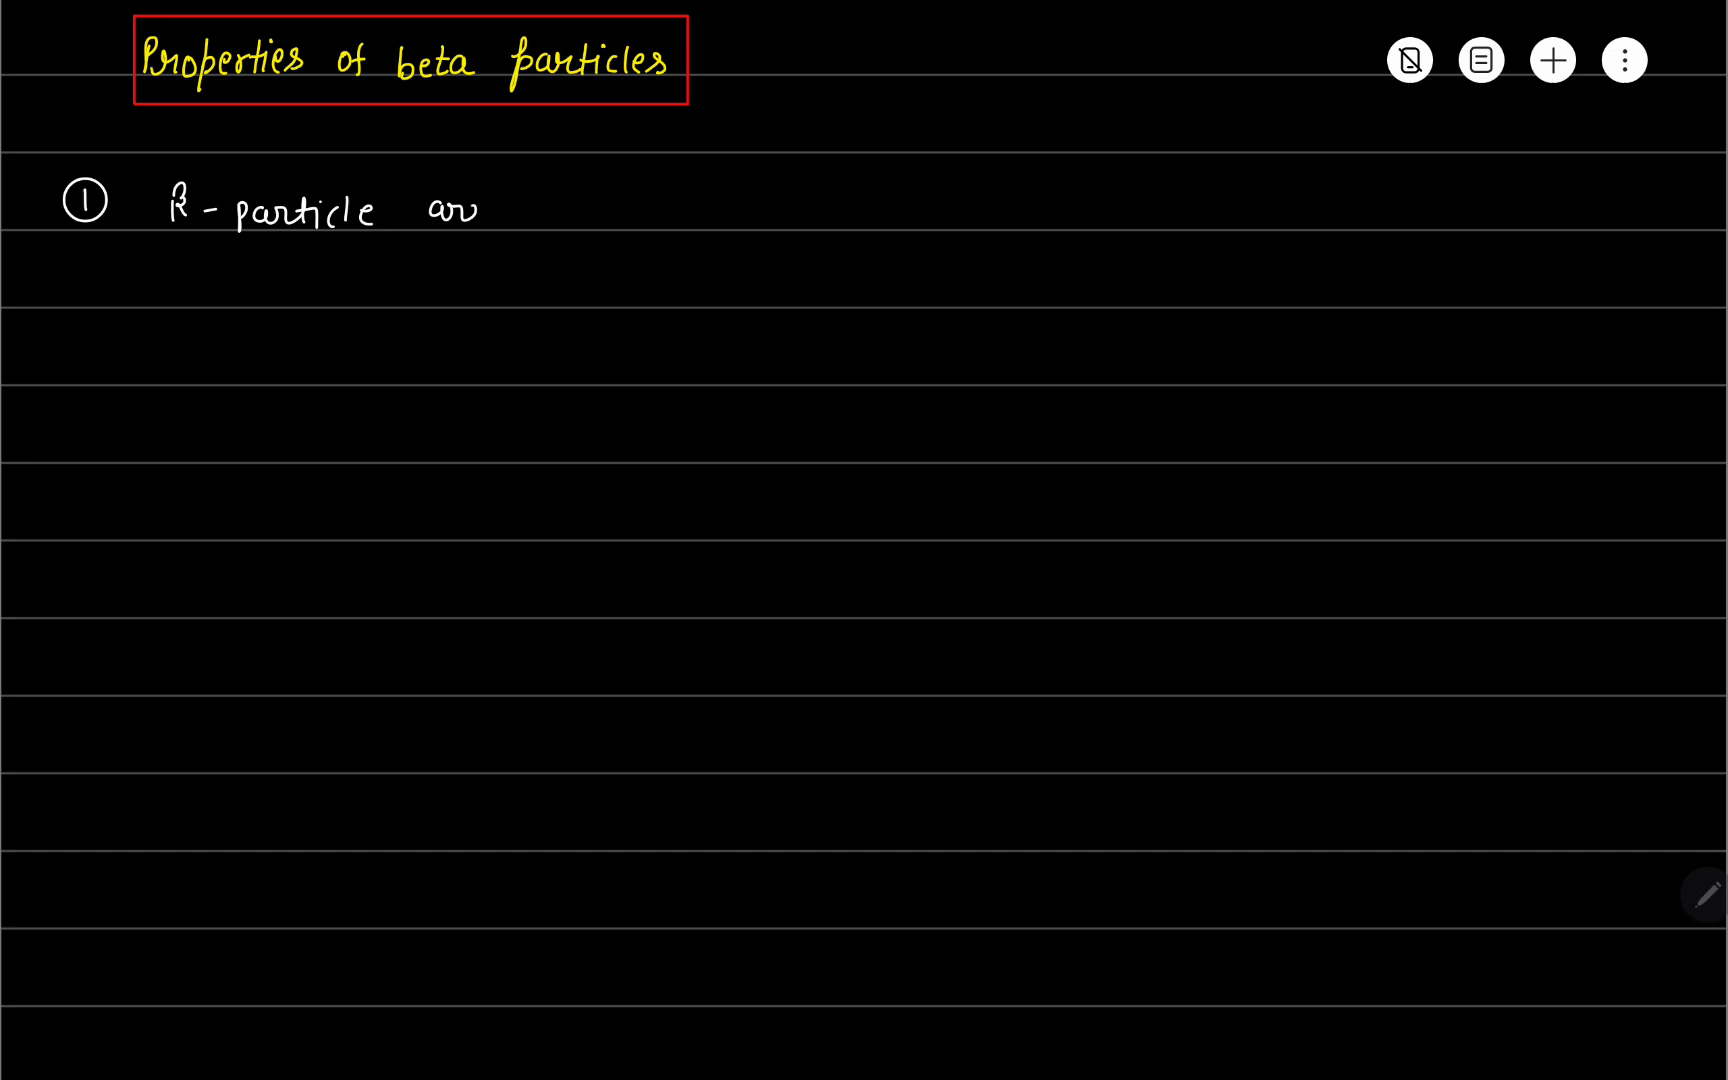 Properties of beta particles
① β-particle are